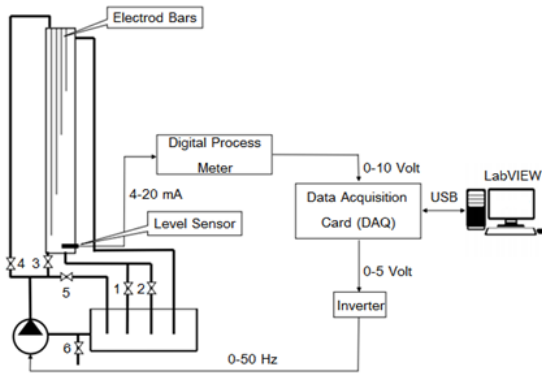 Electrod Bars
Digital Process
Meter
0-10 Volt
LabVIEW
4-20 mA
Data Acquisition
Card (DAQ)
USB
Level Sensor
4
3
5
1
2
0-5 Volt
Inverter
6
0-50 Hz